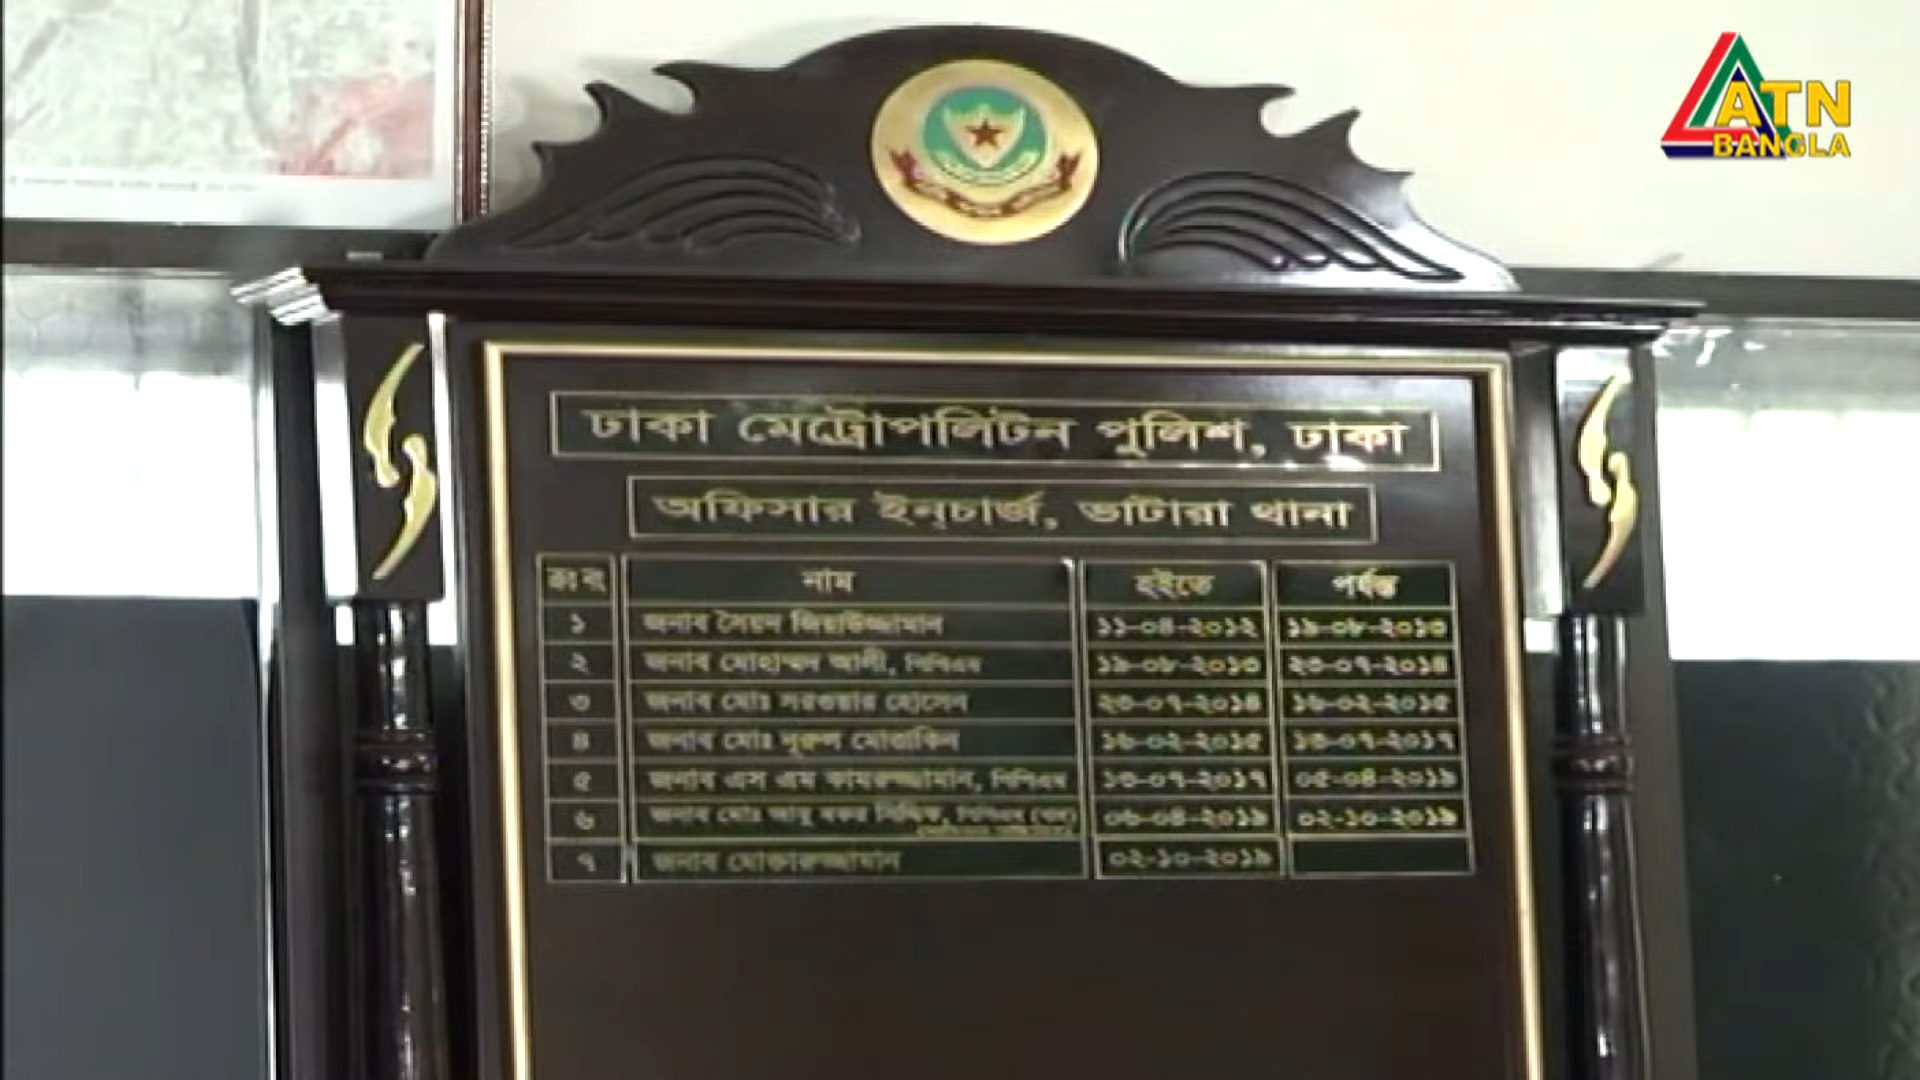 ATN
BANGLA
ঢাকা মেট্রোপলিটন পুলিশ, ঢাকা
অফিসার ইন্‌চার্জ, ভাটারা থানা
ক্রঃ নং নাম হইতে পর্যন্ত
১ জনাব সৈয়দ জিয়াউজ্জামান ১১-০৪-২০১২ ১৯-০৮-২০১৩
২ জনাব মোহাম্মদ আলী, পিপিএম ১৯-০৮-২০১৩ ২৩-০৭-২০১৪
৩ জনাব মোঃ সরওয়ার হোসেন ২৩-০৭-২০১৪ ১৬-০২-২০১৫
৪ জনাব মোঃ নূরুল মোত্তাকিন ১৬-০২-২০১৫ ১৩-০৭-২০১৭
৫ জনাব এস এম কামরুজ্জামান, পিপিএম ১৩-০৭-২০১৭ ০৫-০৪-২০১৯
৬ জনাব মোঃ আবু বকর সিদ্দিক, পিপিএম (বার) ০৬-০৪-২০১৯ ০২-১০-২০১৯
৭ জনাব মোক্তারুজ্জামান ০২-১০-২০১৯